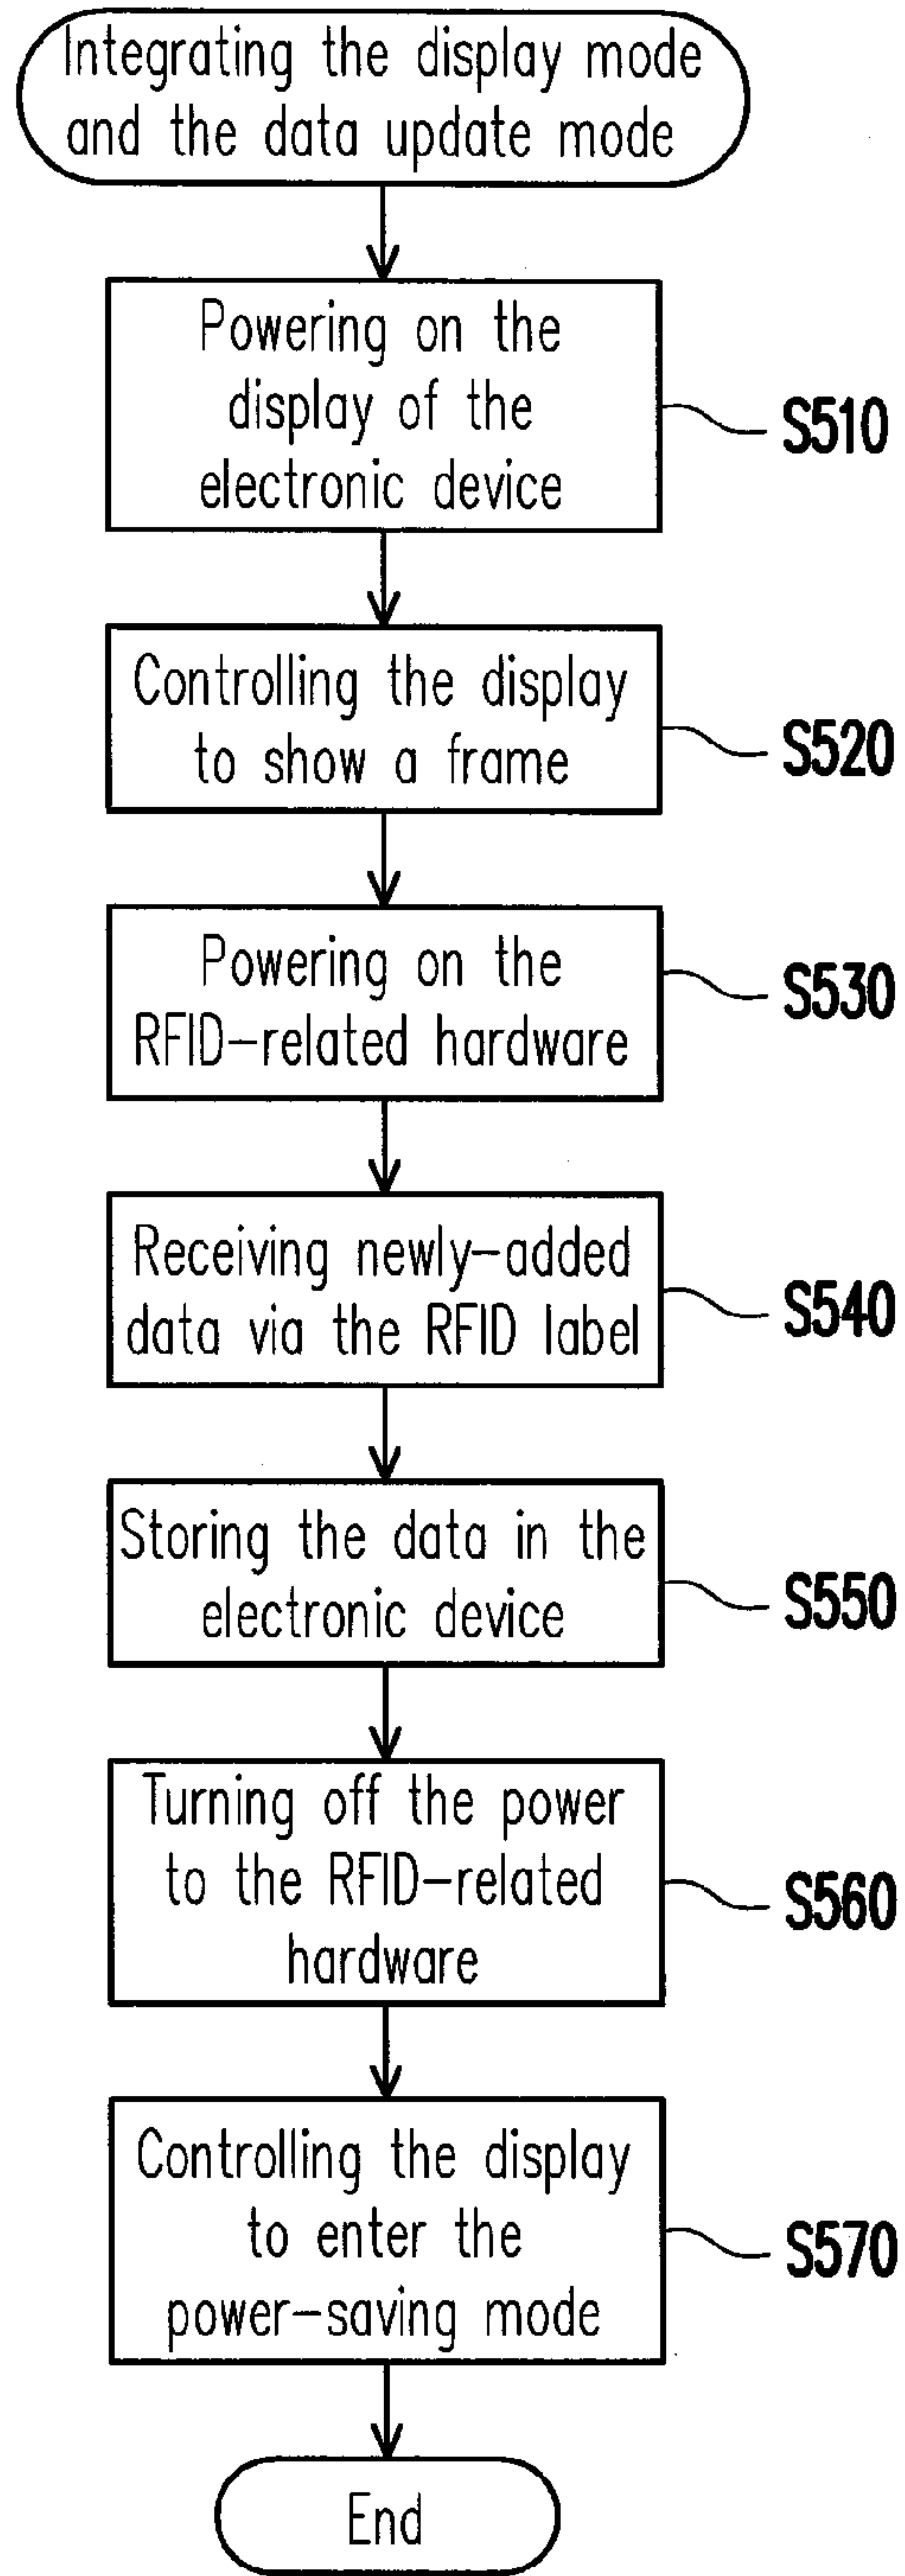 Integrating the display mode
and the data update mode
Powering on the
display of the
electronic device
S510
Controlling the display
to show a frame
S520
Powering on the
RFID-related hardware
S530
Receiving newly-added
data via the RFID label
S540
Storing the data in the
electronic device
S550
Turning off the power
to the RFID-related
hardware
S560
Controlling the display
to enter the
power-saving mode
S570
End